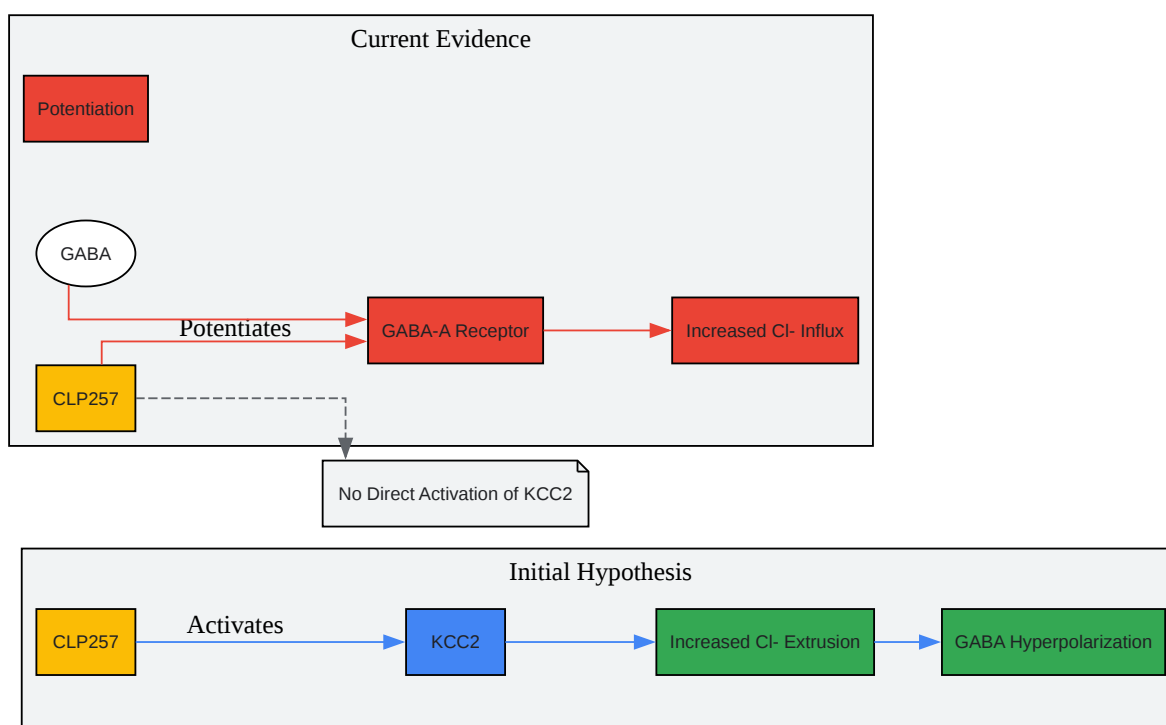 Current Evidence
Potentiation
GABA
Potentiates
GABA-A Receptor
Increased Cl- Influx
CLP257
No Direct Activation of KCC2
Initial Hypothesis
CLP257
Activates
KCC2
Increased Cl- Extrusion
GABA Hyperpolarization